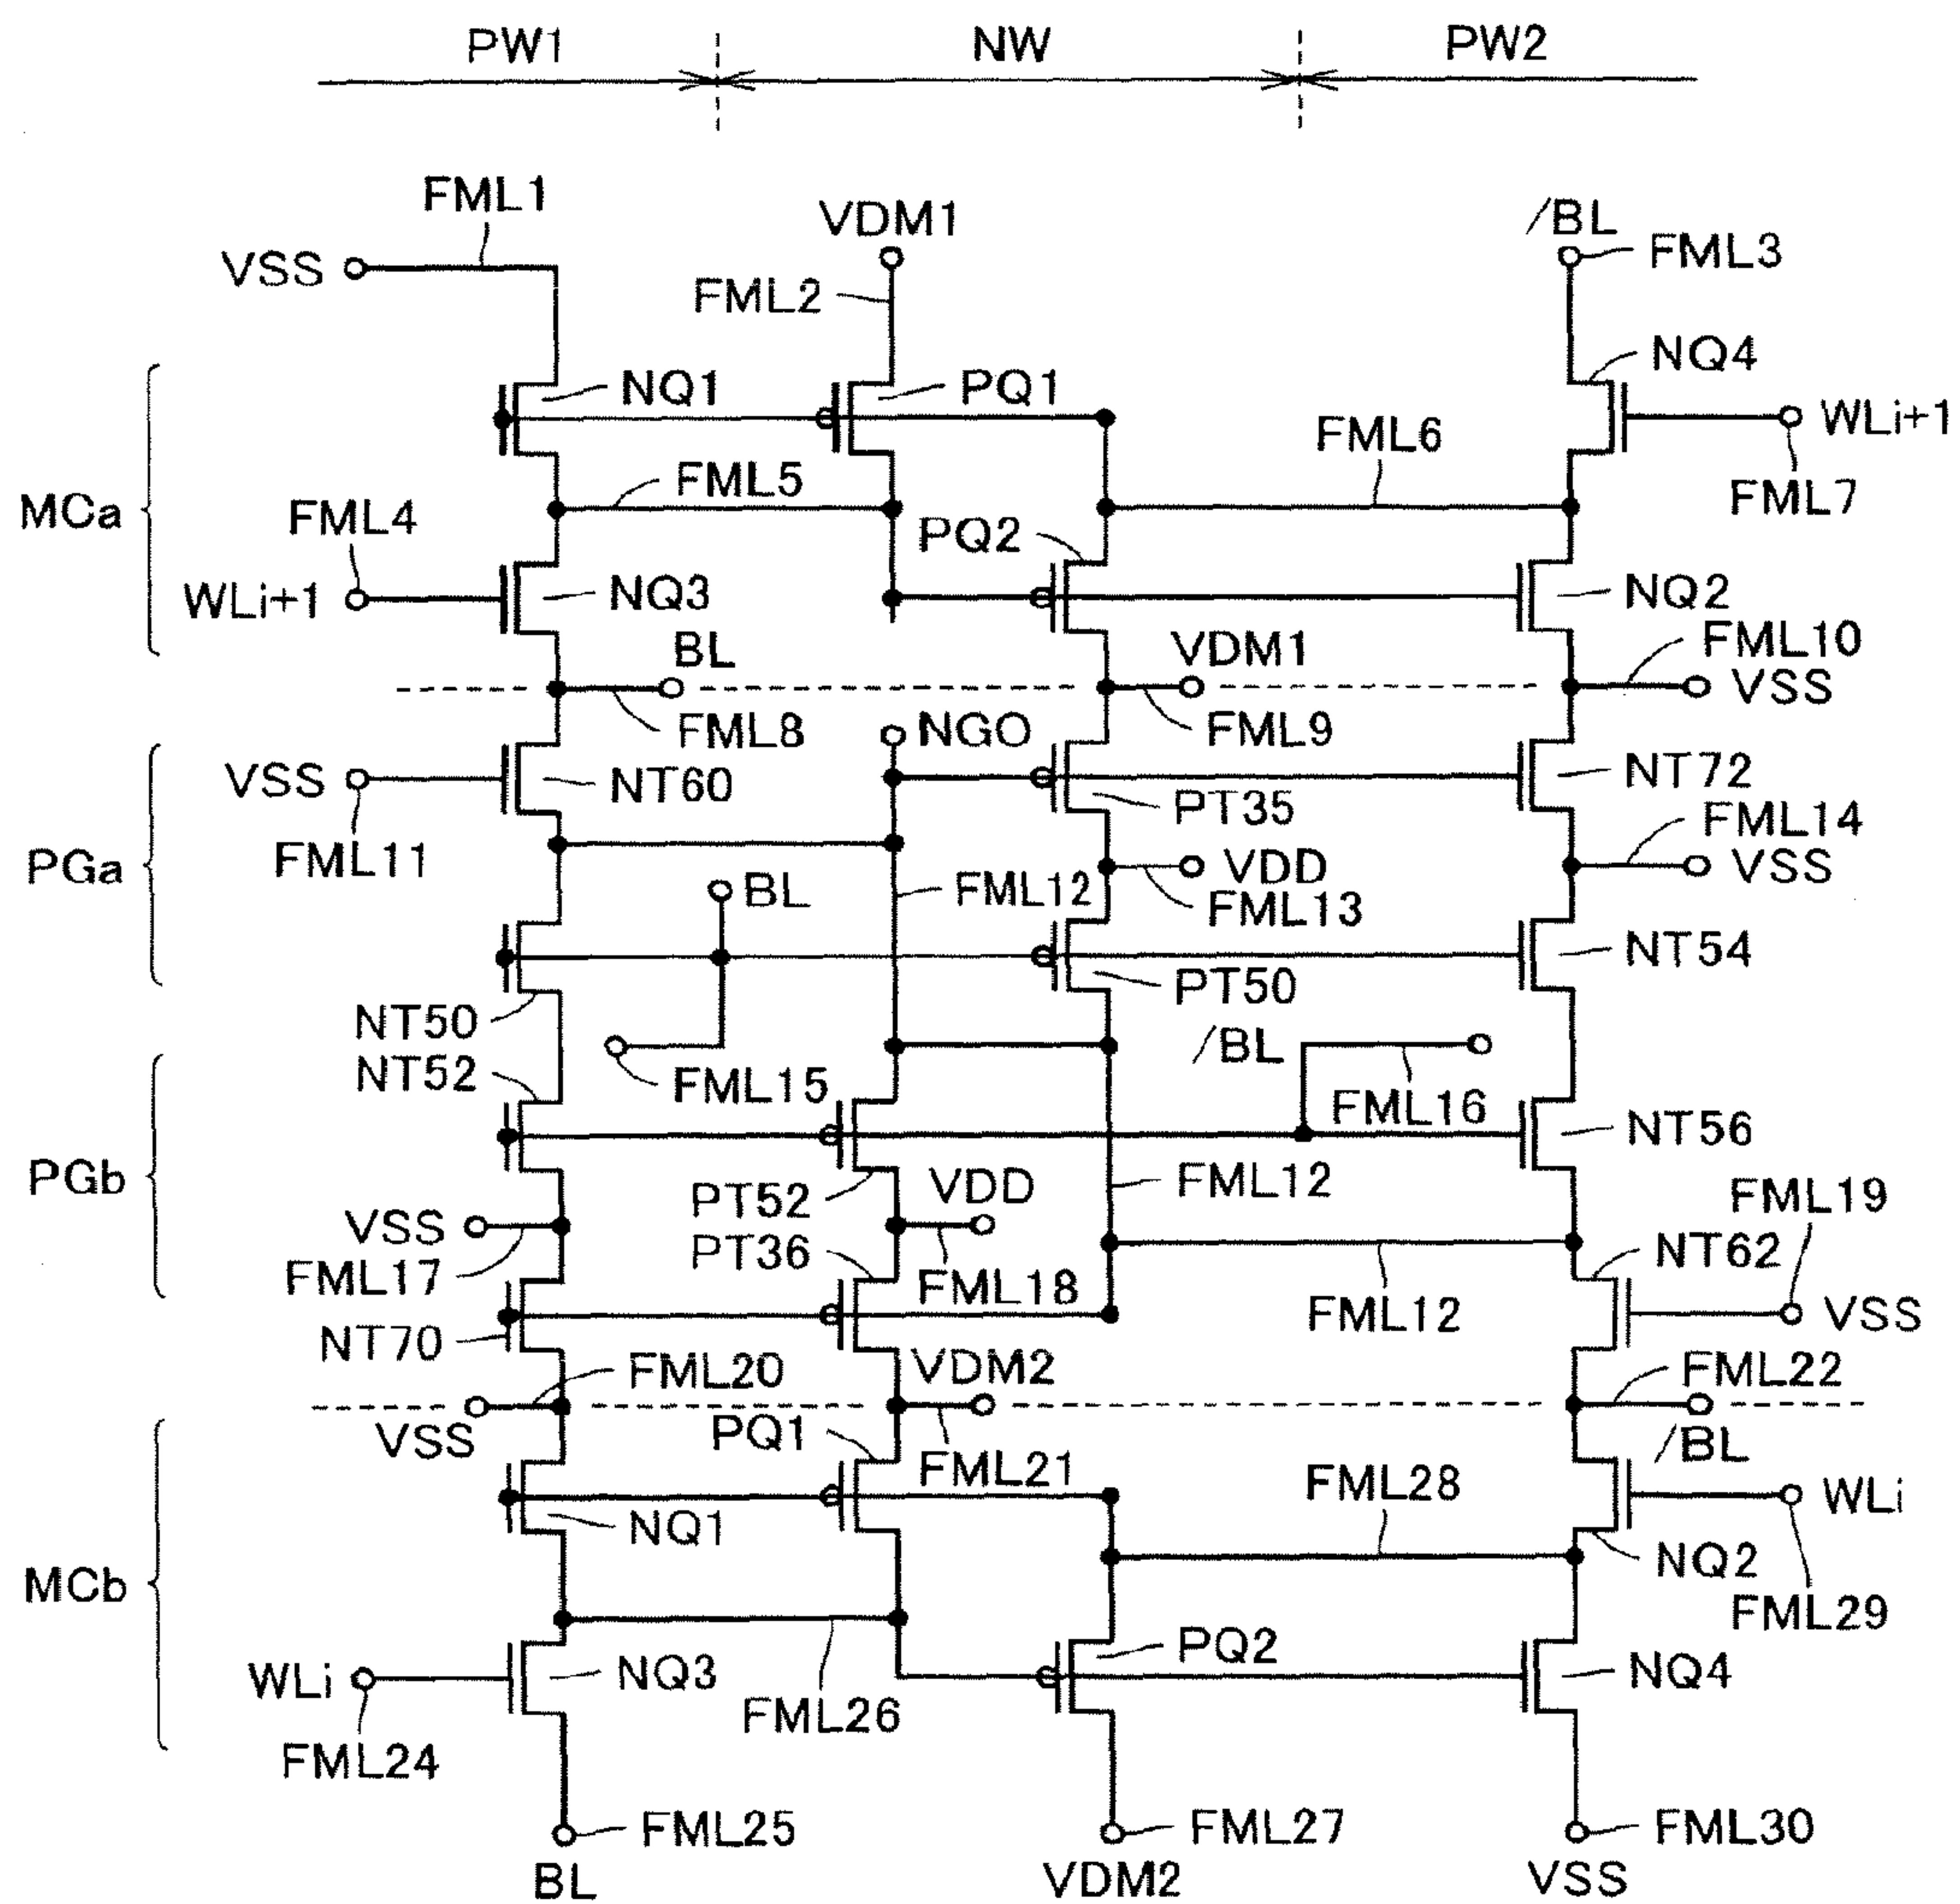 PW1 NW PW2
FML1
VDM1
/BL
VSS
FML3
FML2
NQ4
NQ1 PQ1
WLi+1
FML6
FML5
FML7
MCa
FML4
PQ2
WLi+1 NQ3
NQ2
BL VDM1
FML10
VSS
FML8 NGO FML9
VSS NT60
NT72
PT35
FML14
FML11
PGa
VDD
VSS
BL FML12
FML13
NT54
PT50
NT50
/BL
NT52
FML15
FML16
NT56
PGb
PT52 VDD FML12
FML19
VSS
PT36
NT62
FML17 FML18
FML12
VSS
NT70
FML20 VDM2
FML22
VSS PQ1
/BL
FML21 FML28
WLi
NQ1
NQ2
MCb
FML29
PQ2
WLi NQ3
NQ4
FML26
FML24
FML25 FML27 FML30
BL VDM2 VSS